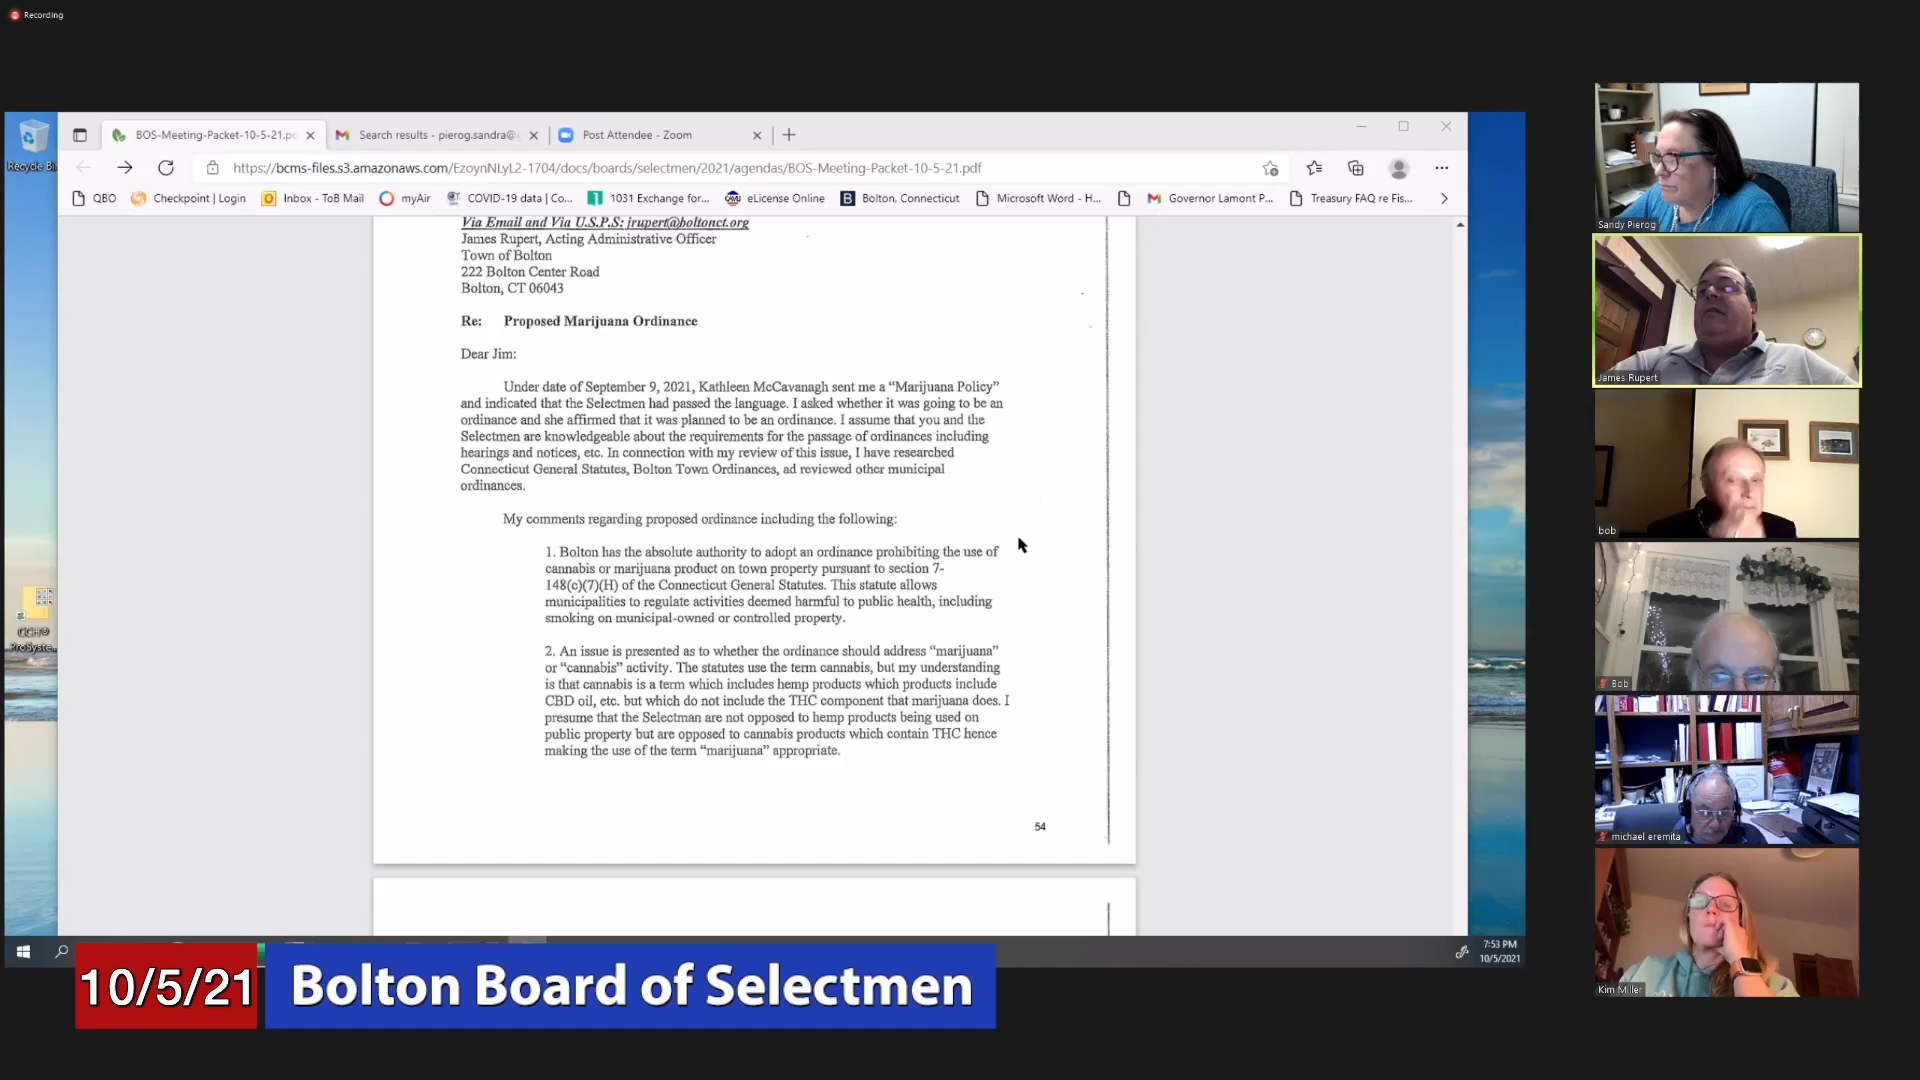 Recording
BOS-Meeting-Packet-10-5-21.p
Search results - pierog.sandra@
Post Attendee - Zoom
https://bcms-files.s3.amazonaws.com/EzoynNLyL2-1704/docs/boards/selectmen/2021/agendas/BOS-Meeting-Packet-10-5-21.pdf
QBO
Checkpoint | Login
Inbox - ToB Mail
myAir
COVID-19 data | Co...
1031 Exchange for...
eLicense Online
Bolton, Connecticut
Microsoft Word - H...
Governor Lamont P...
Treasury FAQ re Fis...
Recycle Bi
CCH®
ProSyste...
Via Email and Via U.S.P.S: jrupert@boltonct.org
James Rupert, Acting Administrative Officer
Town of Bolton
222 Bolton Center Road
Bolton, CT 06043
Re: Proposed Marijuana Ordinance
Dear Jim:
Under date of September 9, 2021, Kathleen McCavanagh sent me a “Marijuana Policy”
and indicated that the Selectmen had passed the language. I asked whether it was going to be an
ordinance and she affirmed that it was planned to be an ordinance. I assume that you and the
Selectmen are knowledgeable about the requirements for the passage of ordinances including
hearings and notices, etc. In connection with my review of this issue, I have researched
Connecticut General Statutes, Bolton Town Ordinances, ad reviewed other municipal
ordinances.
My comments regarding proposed ordinance including the following:
1. Bolton has the absolute authority to adopt an ordinance prohibiting the use of
cannabis or marijuana product on town property pursuant to section 7-
148(c)(7)(H) of the Connecticut General Statutes. This statute allows
municipalities to regulate activities deemed harmful to public health, including
smoking on municipal-owned or controlled property.
2. An issue is presented as to whether the ordinance should address “marijuana”
or “cannabis” activity. The statutes use the term cannabis, but my understanding
is that cannabis is a term which includes hemp products which products include
CBD oil, etc. but which do not include the THC component that marijuana does. I
presume that the Selectman are not opposed to hemp products being used on
public property but are opposed to cannabis products which contain THC hence
making the use of the term “marijuana” appropriate.
54
7:53 PM
10/5/2021
10/5/21
Bolton Board of Selectmen
Sandy Pierog
James Rupert
bob
Bob
michael eremita
Kim Miller